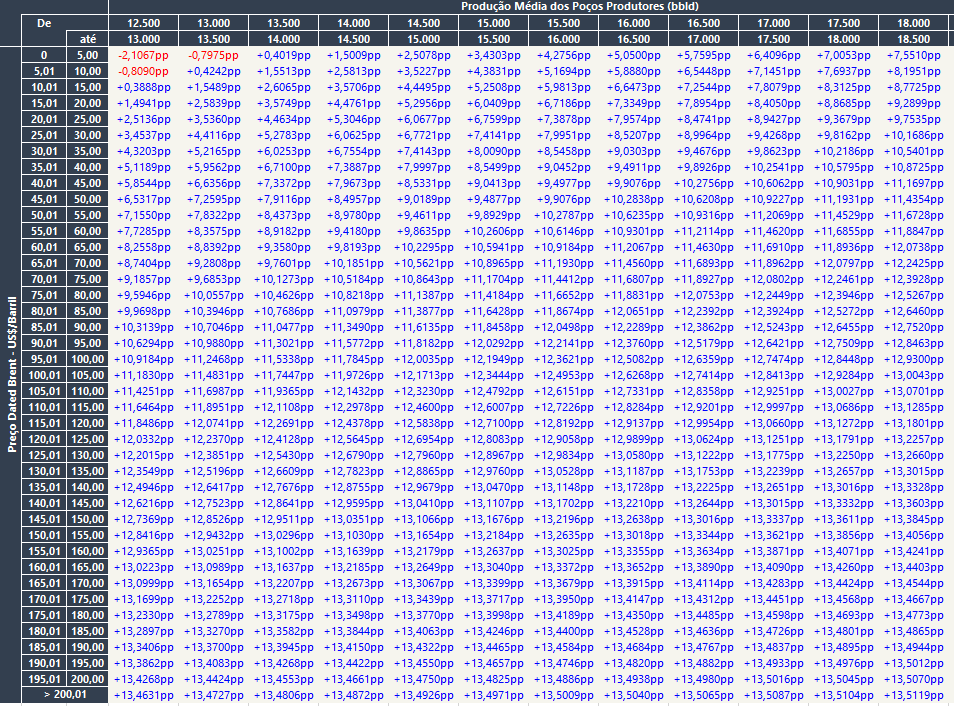 Produção Média dos Poços Produtores (bbld)
De 12.500 13.000 13.500 14.000 14.500 15.000 15.500 16.000 16.500 17.000 17.500 18.000
até 13.000 13.500 14.000 14.500 15.000 15.500 16.000 16.500 17.000 17.500 18.000 18.500
Preço Dated Brent - US$/Barril
0 5,00 -2,1067pp -0,7975pp +0,4019pp +1,5009pp +2,5078pp +3,4303pp +4,2756pp +5,0500pp +5,7595pp +6,4096pp +7,0053pp +7,5510pp
5,01 10,00 -0,8090pp +0,4242pp +1,5513pp +2,5813pp +3,5227pp +4,3831pp +5,1694pp +5,8880pp +6,5448pp +7,1451pp +7,6937pp +8,1951pp
10,01 15,00 +0,3888pp +1,5489pp +2,6065pp +3,5706pp +4,4495pp +5,2508pp +5,9813pp +6,6473pp +7,2544pp +7,8079pp +8,3125pp +8,7725pp
15,01 20,00 +1,4941pp +2,5839pp +3,5749pp +4,4761pp +5,2956pp +6,0409pp +6,7186pp +7,3349pp +7,8954pp +8,4050pp +8,8685pp +9,2899pp
20,01 25,00 +2,5136pp +3,5360pp +4,4634pp +5,3046pp +6,0677pp +6,7599pp +7,3878pp +7,9574pp +8,4741pp +8,9427pp +9,3679pp +9,7535pp
25,01 30,00 +3,4537pp +4,4116pp +5,2783pp +6,0625pp +6,7721pp +7,4141pp +7,9951pp +8,5207pp +8,9964pp +9,4268pp +9,8162pp +10,1686pp
30,01 35,00 +4,3203pp +5,2165pp +6,0253pp +6,7554pp +7,4143pp +8,0090pp +8,5458pp +9,0303pp +9,4676pp +9,8623pp +10,2186pp +10,5401pp
35,01 40,00 +5,1189pp +5,9562pp +6,7100pp +7,3887pp +7,9997pp +8,5499pp +9,0452pp +9,4911pp +9,8926pp +10,2541pp +10,5795pp +10,8725pp
40,01 45,00 +5,8544pp +6,6356pp +7,3372pp +7,9673pp +8,5331pp +9,0413pp +9,4977pp +9,9076pp +10,2756pp +10,6062pp +10,9031pp +11,1697pp
45,01 50,00 +6,5317pp +7,2595pp +7,9116pp +8,4957pp +9,0189pp +9,4877pp +9,9076pp +10,2838pp +10,6208pp +10,9227pp +11,1931pp +11,4354pp
50,01 55,00 +7,1550pp +7,8322pp +8,4373pp +8,9780pp +9,4611pp +9,8929pp +10,2787pp +10,6235pp +10,9316pp +11,2069pp +11,4529pp +11,6728pp
55,01 60,00 +7,7285pp +8,3575pp +8,9182pp +9,4180pp +9,8635pp +10,2606pp +10,6146pp +10,9301pp +11,2114pp +11,4620pp +11,6855pp +11,8847pp
60,01 65,00 +8,2558pp +8,8392pp +9,3580pp +9,8193pp +10,2295pp +10,5941pp +10,9184pp +11,2067pp +11,4630pp +11,6910pp +11,8936pp +12,0738pp
65,01 70,00 +8,7404pp +9,2808pp +9,7601pp +10,1851pp +10,5621pp +10,8965pp +11,1930pp +11,4560pp +11,6893pp +11,8962pp +12,0797pp +12,2425pp
70,01 75,00 +9,1857pp +9,6853pp +10,1273pp +10,5184pp +10,8643pp +11,1704pp +11,4412pp +11,6807pp +11,8927pp +12,0802pp +12,2461pp +12,3928pp
75,01 80,00 +9,5946pp +10,0557pp +10,4626pp +10,8218pp +11,1387pp +11,4184pp +11,6652pp +11,8831pp +12,0753pp +12,2449pp +12,3946pp +12,5267pp
80,01 85,00 +9,9698pp +10,3946pp +10,7686pp +11,0979pp +11,3877pp +11,6428pp +11,8674pp +12,0651pp +12,2392pp +12,3924pp +12,5272pp +12,6460pp
85,01 90,00 +10,3139pp +10,7046pp +11,0477pp +11,3490pp +11,6135pp +11,8458pp +12,0498pp +12,2289pp +12,3862pp +12,5243pp +12,6455pp +12,7520pp
90,01 95,00 +10,6294pp +10,9880pp +11,3021pp +11,5772pp +11,8182pp +12,0292pp +12,2141pp +12,3760pp +12,5179pp +12,6421pp +12,7509pp +12,8463pp
95,01 100,00 +10,9184pp +11,2468pp +11,5338pp +11,7845pp +12,0035pp +12,1949pp +12,3621pp +12,5082pp +12,6359pp +12,7474pp +12,8448pp +12,9300pp
100,01 105,00 +11,1830pp +11,4831pp +11,7447pp +11,9726pp +12,1713pp +12,3444pp +12,4953pp +12,6268pp +12,7414pp +12,8413pp +12,9284pp +13,0043pp
105,01 110,00 +11,4251pp +11,6987pp +11,9365pp +12,1432pp +12,3230pp +12,4792pp +12,6151pp +12,7331pp +12,8358pp +12,9251pp +13,0027pp +13,0701pp
110,01 115,00 +11,6464pp +11,8951pp +12,1108pp +12,2978pp +12,4600pp +12,6007pp +12,7226pp +12,8284pp +12,9201pp +12,9997pp +13,0686pp +13,1285pp
115,01 120,00 +11,8486pp +12,0741pp +12,2691pp +12,4378pp +12,5838pp +12,7100pp +12,8192pp +12,9137pp +12,9954pp +13,0660pp +13,1272pp +13,1801pp
120,01 125,00 +12,0332pp +12,2370pp +12,4128pp +12,5645pp +12,6954pp +12,8083pp +12,9058pp +12,9899pp +13,0624pp +13,1251pp +13,1791pp +13,2257pp
125,01 130,00 +12,2015pp +12,3851pp +12,5430pp +12,6790pp +12,7960pp +12,8967pp +12,9834pp +13,0580pp +13,1222pp +13,1775pp +13,2250pp +13,2660pp
130,01 135,00 +12,3549pp +12,5196pp +12,6609pp +12,7823pp +12,8865pp +12,9760pp +13,0528pp +13,1187pp +13,1753pp +13,2239pp +13,2657pp +13,3015pp
135,01 140,00 +12,4946pp +12,6417pp +12,7676pp +12,8755pp +12,9679pp +13,0470pp +13,1148pp +13,1728pp +13,2225pp +13,2651pp +13,3016pp +13,3328pp
140,01 145,00 +12,6216pp +12,7523pp +12,8641pp +12,9595pp +13,0410pp +13,1107pp +13,1702pp +13,2210pp +13,2644pp +13,3015pp +13,3332pp +13,3603pp
145,01 150,00 +12,7369pp +12,8526pp +12,9511pp +13,0351pp +13,1066pp +13,1676pp +13,2196pp +13,2638pp +13,3016pp +13,3337pp +13,3611pp +13,3845pp
150,01 155,00 +12,8416pp +12,9432pp +13,0296pp +13,1030pp +13,1654pp +13,2184pp +13,2635pp +13,3018pp +13,3344pp +13,3621pp +13,3856pp +13,4056pp
155,01 160,00 +12,9365pp +13,0251pp +13,1002pp +13,1639pp +13,2179pp +13,2637pp +13,3025pp +13,3355pp +13,3634pp +13,3871pp +13,4071pp +13,4241pp
160,01 165,00 +13,0223pp +13,0989pp +13,1637pp +13,2185pp +13,2649pp +13,3040pp +13,3372pp +13,3652pp +13,3890pp +13,4090pp +13,4260pp +13,4403pp
165,01 170,00 +13,0999pp +13,1654pp +13,2207pp +13,2673pp +13,3067pp +13,3399pp +13,3679pp +13,3915pp +13,4114pp +13,4283pp +13,4424pp +13,4544pp
170,01 175,00 +13,1699pp +13,2252pp +13,2718pp +13,3110pp +13,3439pp +13,3717pp +13,3950pp +13,4147pp +13,4312pp +13,4451pp +13,4568pp +13,4667pp
175,01 180,00 +13,2330pp +13,2789pp +13,3175pp +13,3498pp +13,3770pp +13,3998pp +13,4189pp +13,4350pp +13,4485pp +13,4598pp +13,4693pp +13,4773pp
180,01 185,00 +13,2897pp +13,3270pp +13,3582pp +13,3844pp +13,4063pp +13,4246pp +13,4400pp +13,4528pp +13,4636pp +13,4726pp +13,4801pp +13,4865pp
185,01 190,00 +13,3406pp +13,3700pp +13,3945pp +13,4150pp +13,4322pp +13,4465pp +13,4584pp +13,4684pp +13,4767pp +13,4837pp +13,4895pp +13,4944pp
190,01 195,00 +13,3862pp +13,4083pp +13,4268pp +13,4422pp +13,4550pp +13,4657pp +13,4746pp +13,4820pp +13,4882pp +13,4933pp +13,4976pp +13,5012pp
195,01 200,00 +13,4268pp +13,4424pp +13,4553pp +13,4661pp +13,4750pp +13,4825pp +13,4886pp +13,4938pp +13,4980pp +13,5016pp +13,5045pp +13,5070pp
> 200,01 +13,4631pp +13,4727pp +13,4806pp +13,4872pp +13,4926pp +13,4971pp +13,5009pp +13,5040pp +13,5065pp +13,5087pp +13,5104pp +13,5119pp